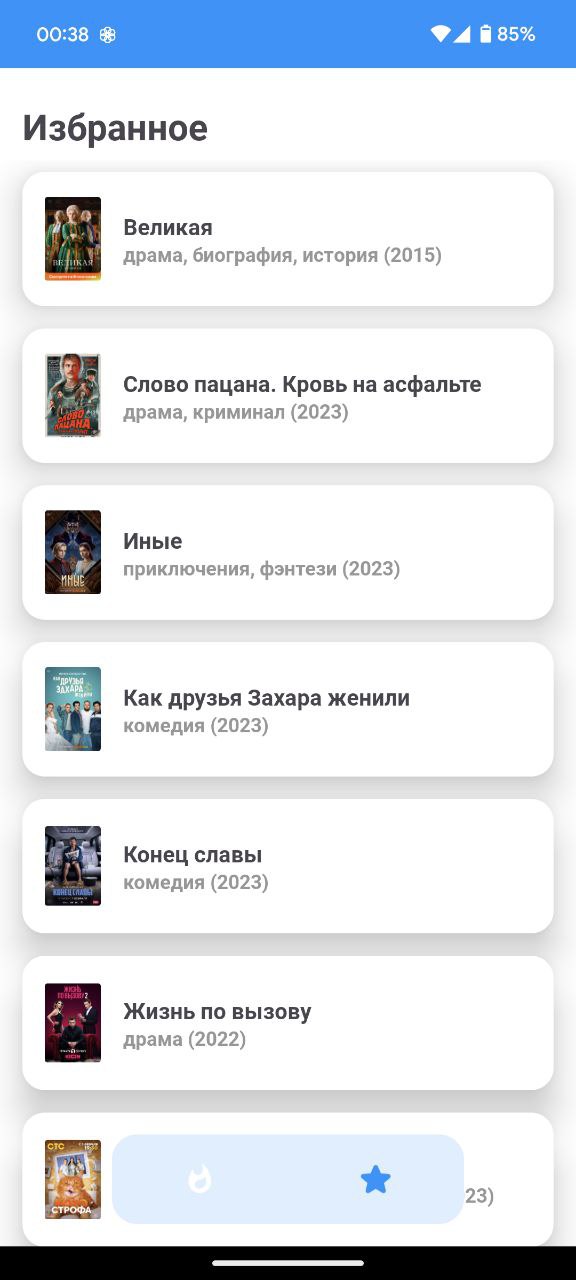 00:38
85%
Избранное
ВЕЛИКАЯ
Великая
драма, биография, история (2015)
СЛОВО
ПАЦАНА
Слово пацана. Кровь на асфальте
драма, криминал (2023)
ИНЫЕ
Иные
приключения, фэнтези (2023)
КАК ДРУЗЬЯ
ЗАХАРА
ЖЕНИЛИ
Как друзья Захара женили
комедия (2023)
КОНЕЦ СЛАВЫ
Конец славы
комедия (2023)
ЖИЗНЬ
ПО ВЫЗОВУ 2
Жизнь по вызову
драма (2022)
СТС
СТРОФА
23)